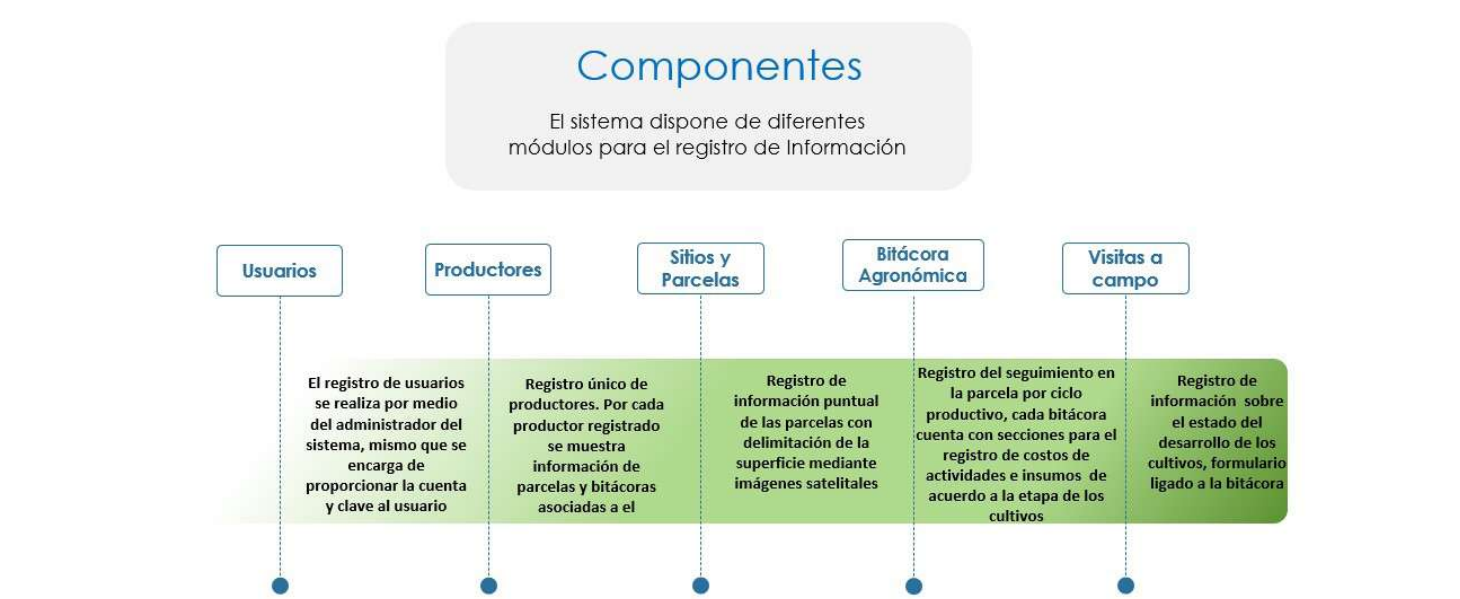 Componentes
El sistema dispone de diferentes
módulos para el registro de Información
Usuarios
Productores
Sitios y
Parcelas
Bitácora
Agronómica
Visitas a
campo
El registro de usuarios
se realiza por medio
del administrador del
sistema, mismo que se
encarga de
proporcionar la cuenta
y clave al usuario
Registro único de
productores. Por cada
productor registrado
se muestra
información de
parcelas y bitácoras
asociadas a el
Registro de
información puntual
de las parcelas con
delimitación de la
superficie mediante
imágenes satelitales
Registro del seguimiento en
la parcela por ciclo
productivo, cada bitácora
cuenta con secciones para el
registro de costos de
actividades e insumos de
acuerdo a la etapa de los
cultivos
Registro de
información sobre
el estado del
desarrollo de los
cultivos, formulario
ligado a la bitácora